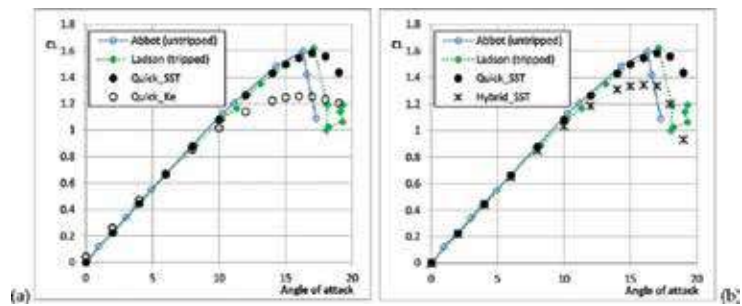 1.8
1.6
1.4
1.2
1
0.8
0.6
0.4
0.2
0
Cl
Abbot (untripped)
Ladson (tripped)
Quick_SST
Quick_Ke
0 5 10 15 20
Angle of attack
(a)
1.8
1.6
1.4
1.2
1
0.8
0.6
0.4
0.2
0
Cl
Abbot (untripped)
Ladson (tripped)
Quick_SST
Hybrid_SST
0 5 10 15 20
Angle of attack
(b)